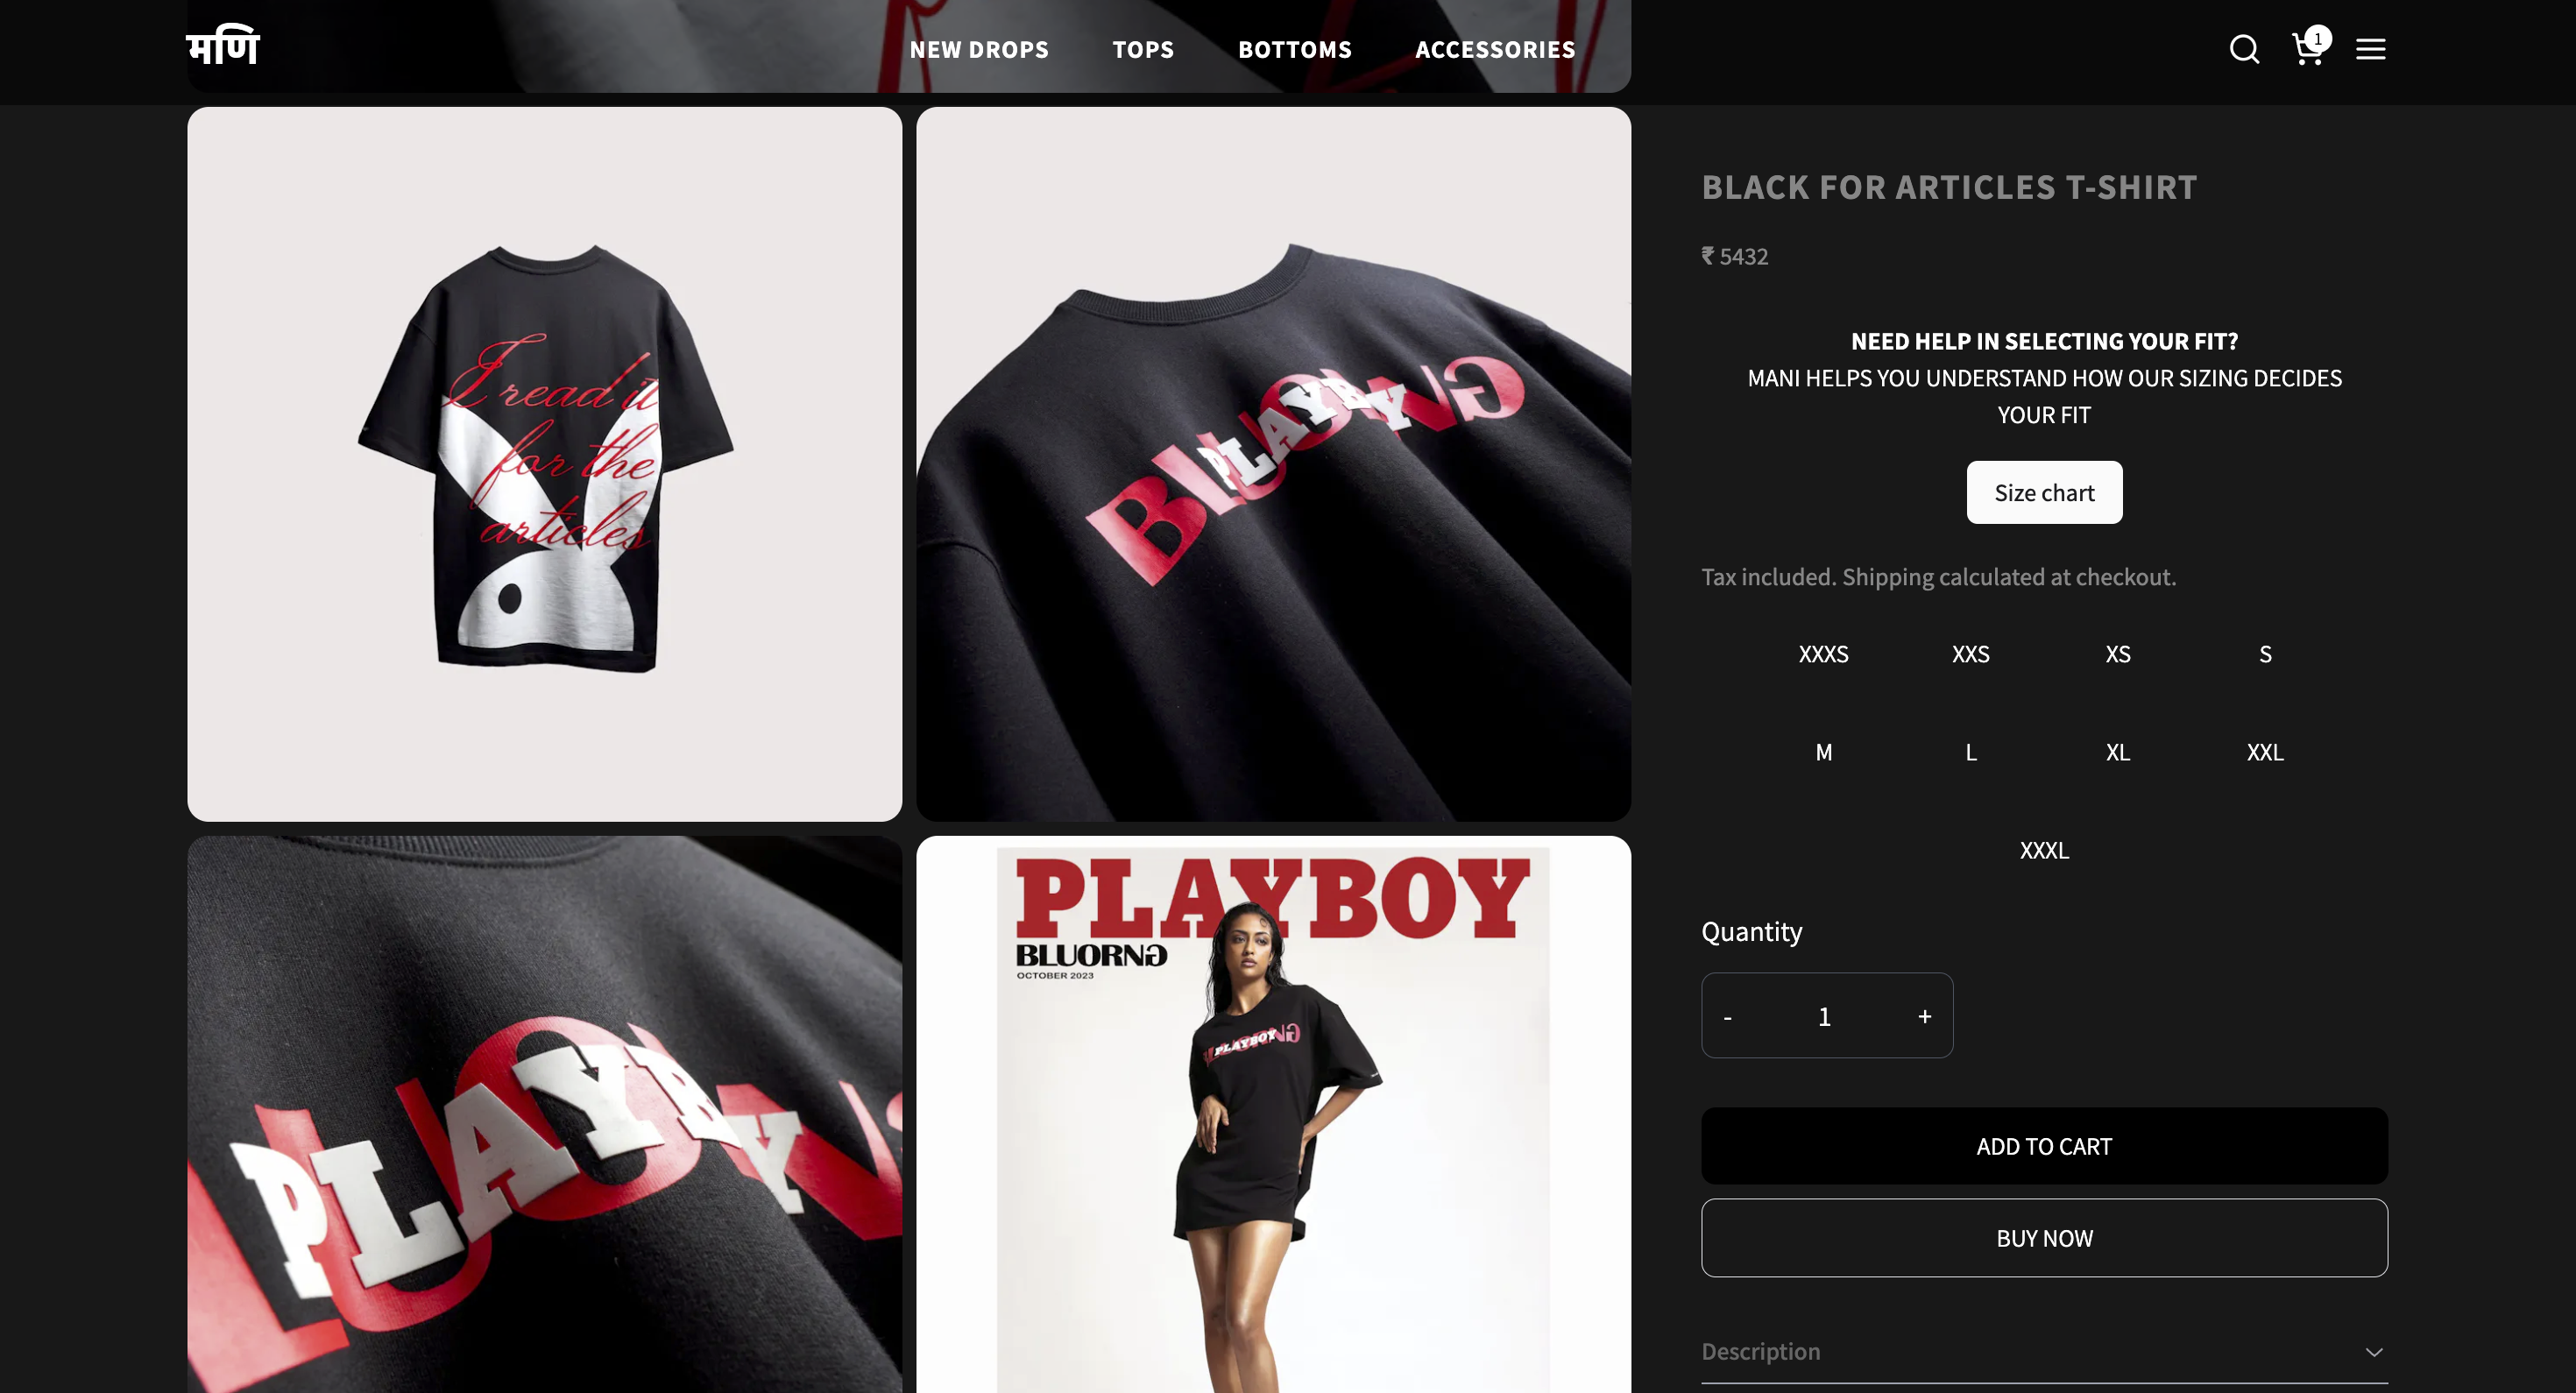 मणि
NEW DROPS TOPS BOTTOMS ACCESSORIES
1
I read it
for the
articles
BLUORNG
PLAYBOY
PLAYBOY
PLAYBOY
BLUORNG
OCTOBER 2023
PLAYBOY
BLACK FOR ARTICLES T-SHIRT
₹ 5432
NEED HELP IN SELECTING YOUR FIT?
MANI HELPS YOU UNDERSTAND HOW OUR SIZING DECIDES
YOUR FIT
Size chart
Tax included. Shipping calculated at checkout.
XXXS XXS XS S
M L XL XXL
XXXL
Quantity
- 1 +
ADD TO CART
BUY NOW
Description